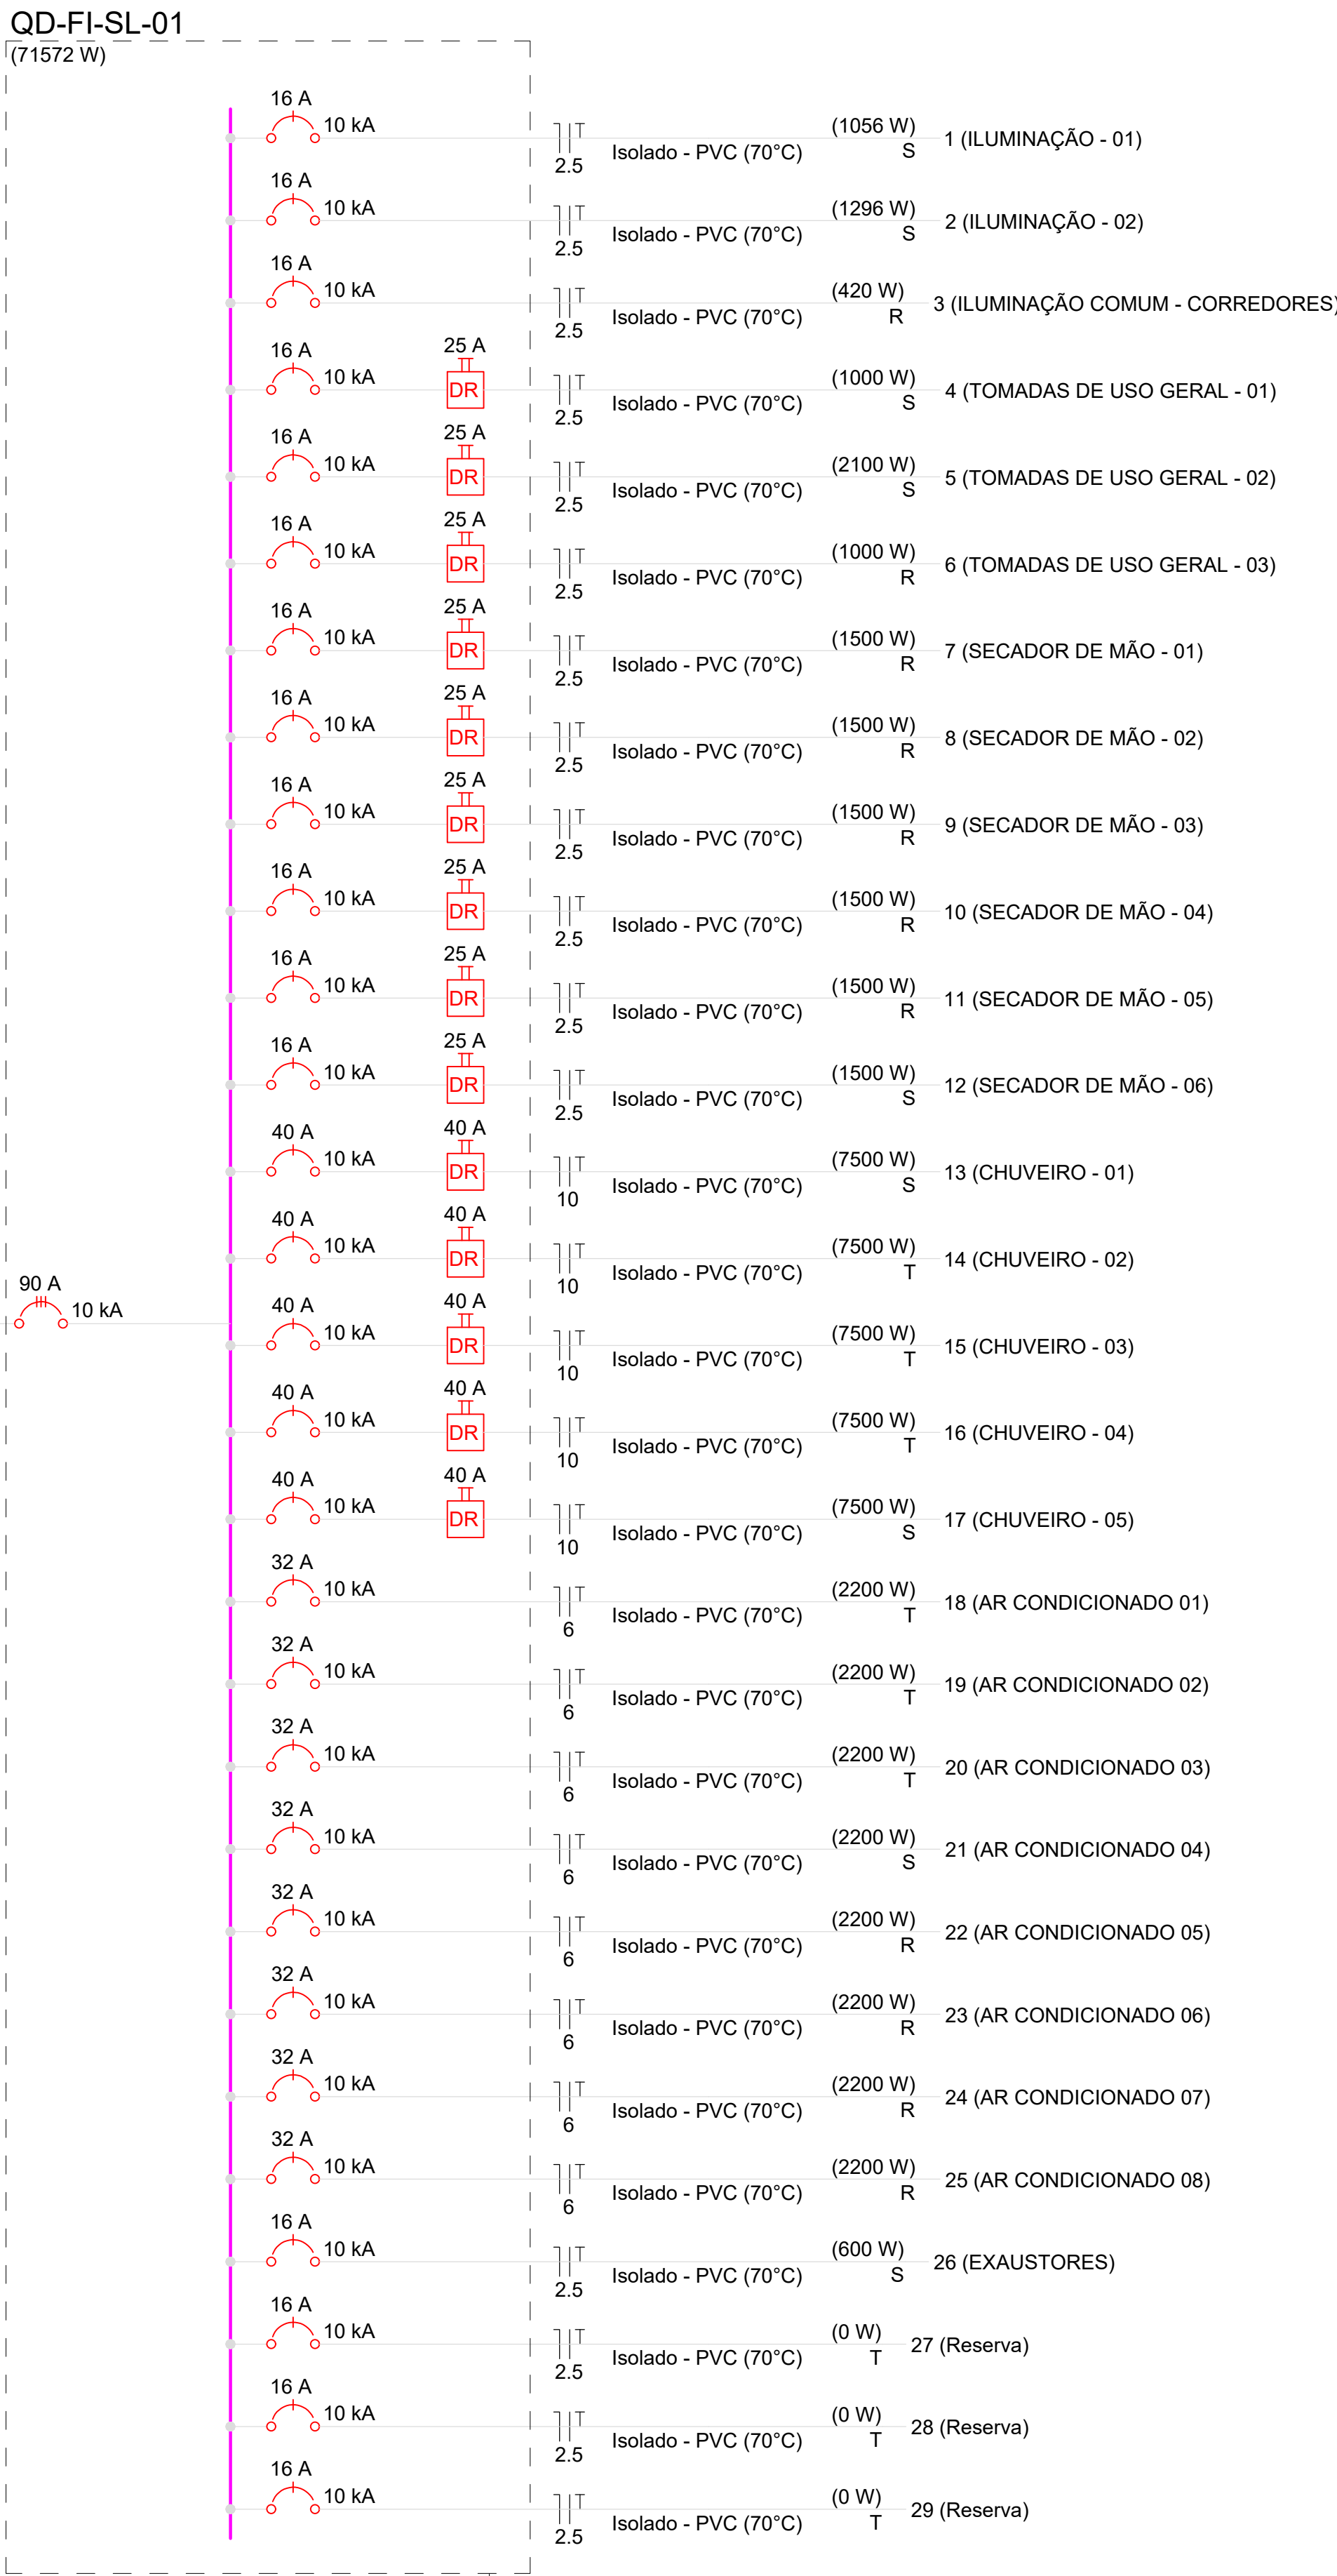 QD-FI-SL-01
(71572 W)
16 A
10 kA
2.5
Isolado - PVC (70°C)
(1056 W)
S
1 (ILUMINAÇÃO - 01)
16 A
10 kA
2.5
Isolado - PVC (70°C)
(1296 W)
S
2 (ILUMINAÇÃO - 02)
16 A
10 kA
2.5
Isolado - PVC (70°C)
(420 W)
R
3 (ILUMINAÇÃO COMUM - CORREDORES)
16 A
10 kA
25 A
DR
2.5
Isolado - PVC (70°C)
(1000 W)
S
4 (TOMADAS DE USO GERAL - 01)
16 A
10 kA
25 A
DR
2.5
Isolado - PVC (70°C)
(2100 W)
S
5 (TOMADAS DE USO GERAL - 02)
16 A
10 kA
25 A
DR
2.5
Isolado - PVC (70°C)
(1000 W)
R
6 (TOMADAS DE USO GERAL - 03)
16 A
10 kA
25 A
DR
2.5
Isolado - PVC (70°C)
(1500 W)
R
7 (SECADOR DE MÃO - 01)
16 A
10 kA
25 A
DR
2.5
Isolado - PVC (70°C)
(1500 W)
R
8 (SECADOR DE MÃO - 02)
16 A
10 kA
25 A
DR
2.5
Isolado - PVC (70°C)
(1500 W)
R
9 (SECADOR DE MÃO - 03)
16 A
10 kA
25 A
DR
2.5
Isolado - PVC (70°C)
(1500 W)
R
10 (SECADOR DE MÃO - 04)
16 A
10 kA
25 A
DR
2.5
Isolado - PVC (70°C)
(1500 W)
R
11 (SECADOR DE MÃO - 05)
16 A
10 kA
25 A
DR
2.5
Isolado - PVC (70°C)
(1500 W)
S
12 (SECADOR DE MÃO - 06)
40 A
10 kA
40 A
DR
10
Isolado - PVC (70°C)
(7500 W)
S
13 (CHUVEIRO - 01)
40 A
10 kA
40 A
DR
10
Isolado - PVC (70°C)
(7500 W)
T
14 (CHUVEIRO - 02)
90 A
10 kA
40 A
10 kA
40 A
DR
10
Isolado - PVC (70°C)
(7500 W)
T
15 (CHUVEIRO - 03)
40 A
10 kA
40 A
DR
10
Isolado - PVC (70°C)
(7500 W)
T
16 (CHUVEIRO - 04)
40 A
10 kA
40 A
DR
10
Isolado - PVC (70°C)
(7500 W)
S
17 (CHUVEIRO - 05)
32 A
10 kA
6
Isolado - PVC (70°C)
(2200 W)
T
18 (AR CONDICIONADO 01)
32 A
10 kA
6
Isolado - PVC (70°C)
(2200 W)
T
19 (AR CONDICIONADO 02)
32 A
10 kA
6
Isolado - PVC (70°C)
(2200 W)
T
20 (AR CONDICIONADO 03)
32 A
10 kA
6
Isolado - PVC (70°C)
(2200 W)
S
21 (AR CONDICIONADO 04)
32 A
10 kA
6
Isolado - PVC (70°C)
(2200 W)
R
22 (AR CONDICIONADO 05)
32 A
10 kA
6
Isolado - PVC (70°C)
(2200 W)
R
23 (AR CONDICIONADO 06)
32 A
10 kA
6
Isolado - PVC (70°C)
(2200 W)
R
24 (AR CONDICIONADO 07)
32 A
10 kA
6
Isolado - PVC (70°C)
(2200 W)
R
25 (AR CONDICIONADO 08)
16 A
10 kA
2.5
Isolado - PVC (70°C)
(600 W)
S
26 (EXAUSTORES)
16 A
10 kA
2.5
Isolado - PVC (70°C)
(0 W)
T
27 (Reserva)
16 A
10 kA
2.5
Isolado - PVC (70°C)
(0 W)
T
28 (Reserva)
16 A
10 kA
2.5
Isolado - PVC (70°C)
(0 W)
T
29 (Reserva)